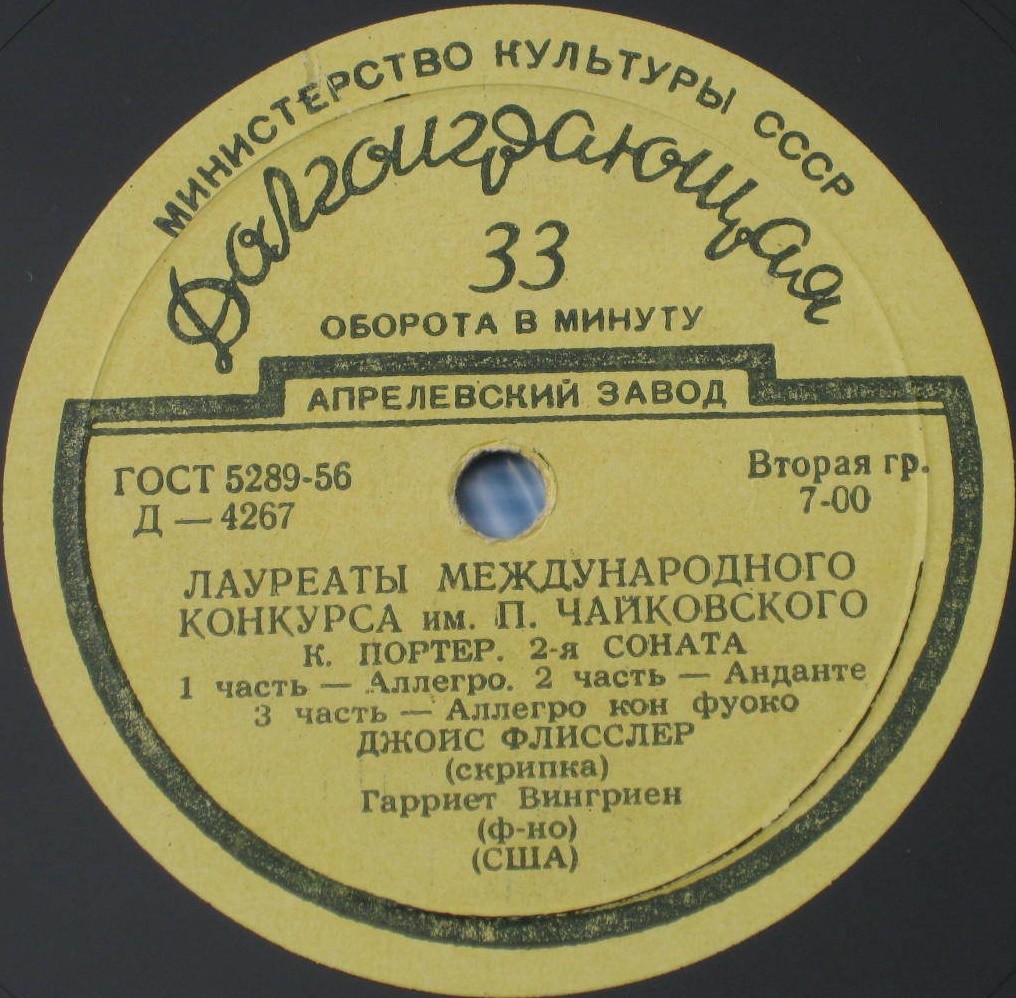 МИНИСТЕРСТВО КУЛЬТУРЫ СССР
Долгоиграющая
33
ОБОРОТА В МИНУТУ
АПРЕЛЕВСКИЙ ЗАВОД
ГОСТ 5289-56
Вторая гр.
Д — 4267
7-00
ЛАУРЕАТЫ МЕЖДУНАРОДНОГО
КОНКУРСА им. П. ЧАЙКОВСКОГО
К. ПОРТЕР. 2-я СОНАТА
1 часть — Аллегро. 2 часть — Анданте
3 часть — Аллегро кон фуоко
ДЖОЙС ФЛИССЛЕР
(скрипка)
Гарриет Вингриен
(ф-но)
(США)